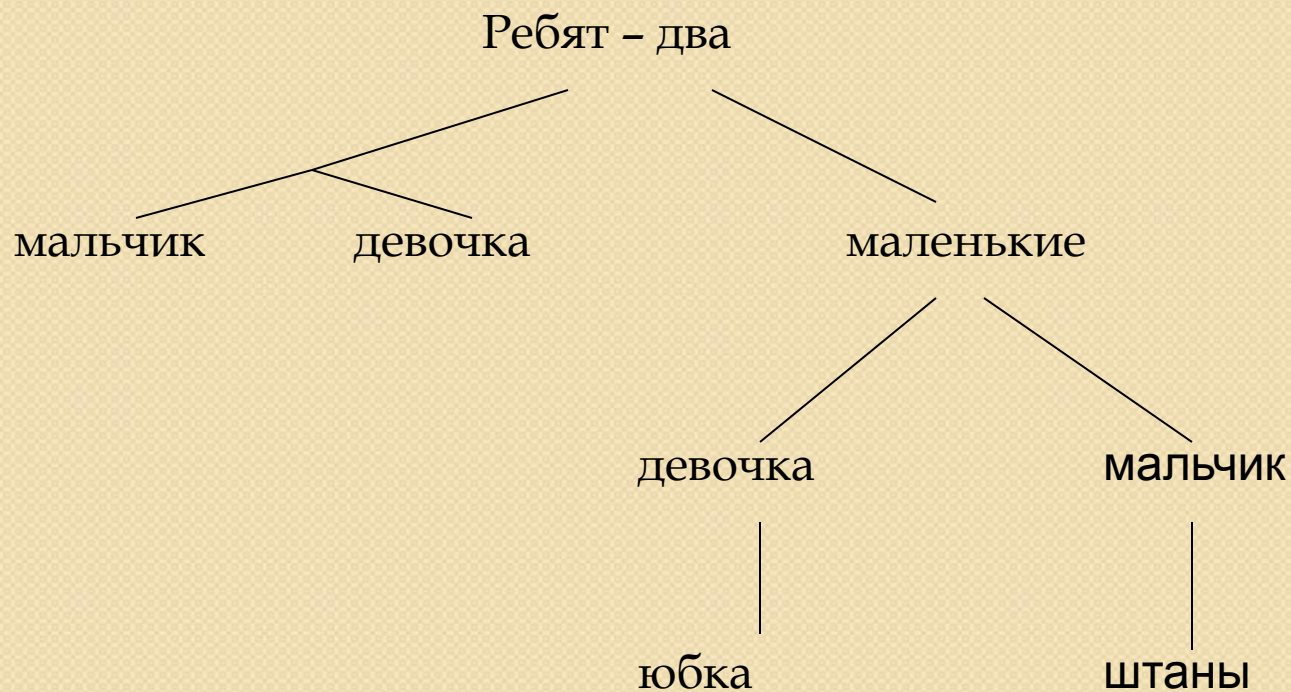 Ребят – два
мальчик девочка маленькие
девочка мальчик
юбка штаны